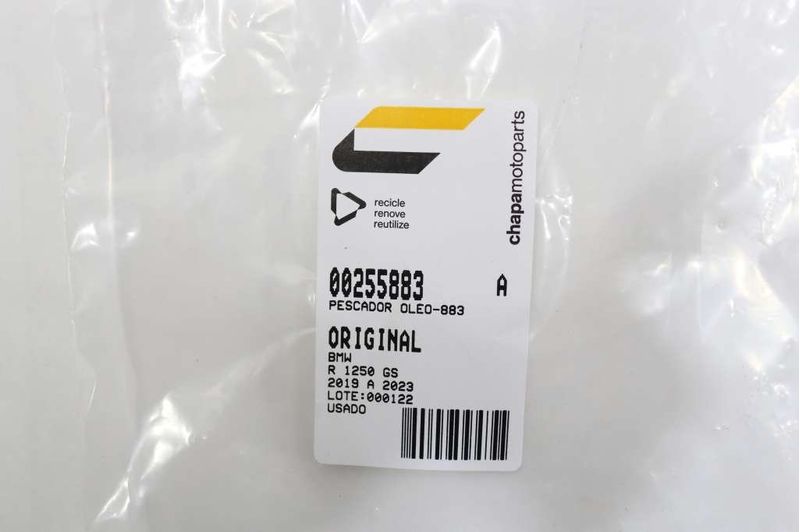 chapamotoparts
recicle
renove
reutilize
00255883 A
PESCADOR OLEO-883
ORIGINAL
BMW
R 1250 GS
2019 A 2023
LOTE:000122
USADO